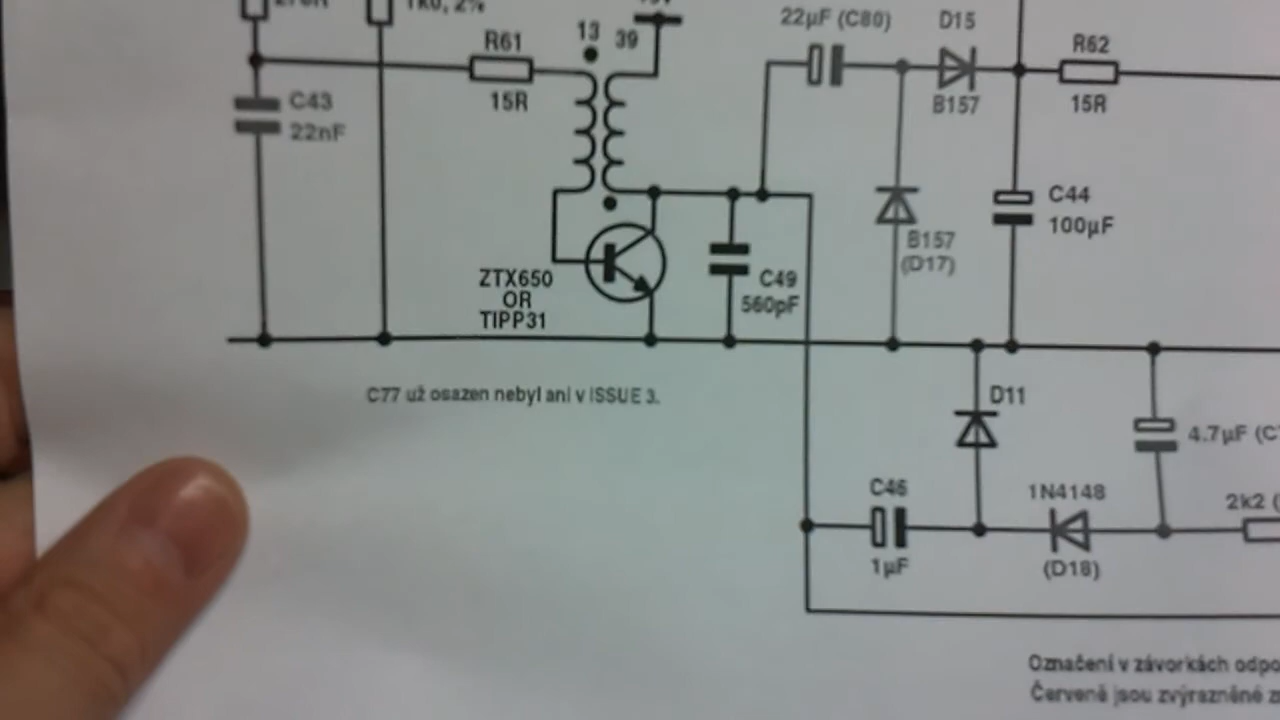 1k0, 2%
13
39
R61
15R
C43
22nF
22µF (C80)
D15
B157
R62
15R
C44
100µF
B157
(D17)
ZTX650
OR
TIPP31
C49
560pF
C77 už osazen nebyl ani v ISSUE 3.
D11
4.7µF
C46
1µF
1N4148
(D18)
2k2
Označení v závorkách
Červeně jsou zvýrazněné